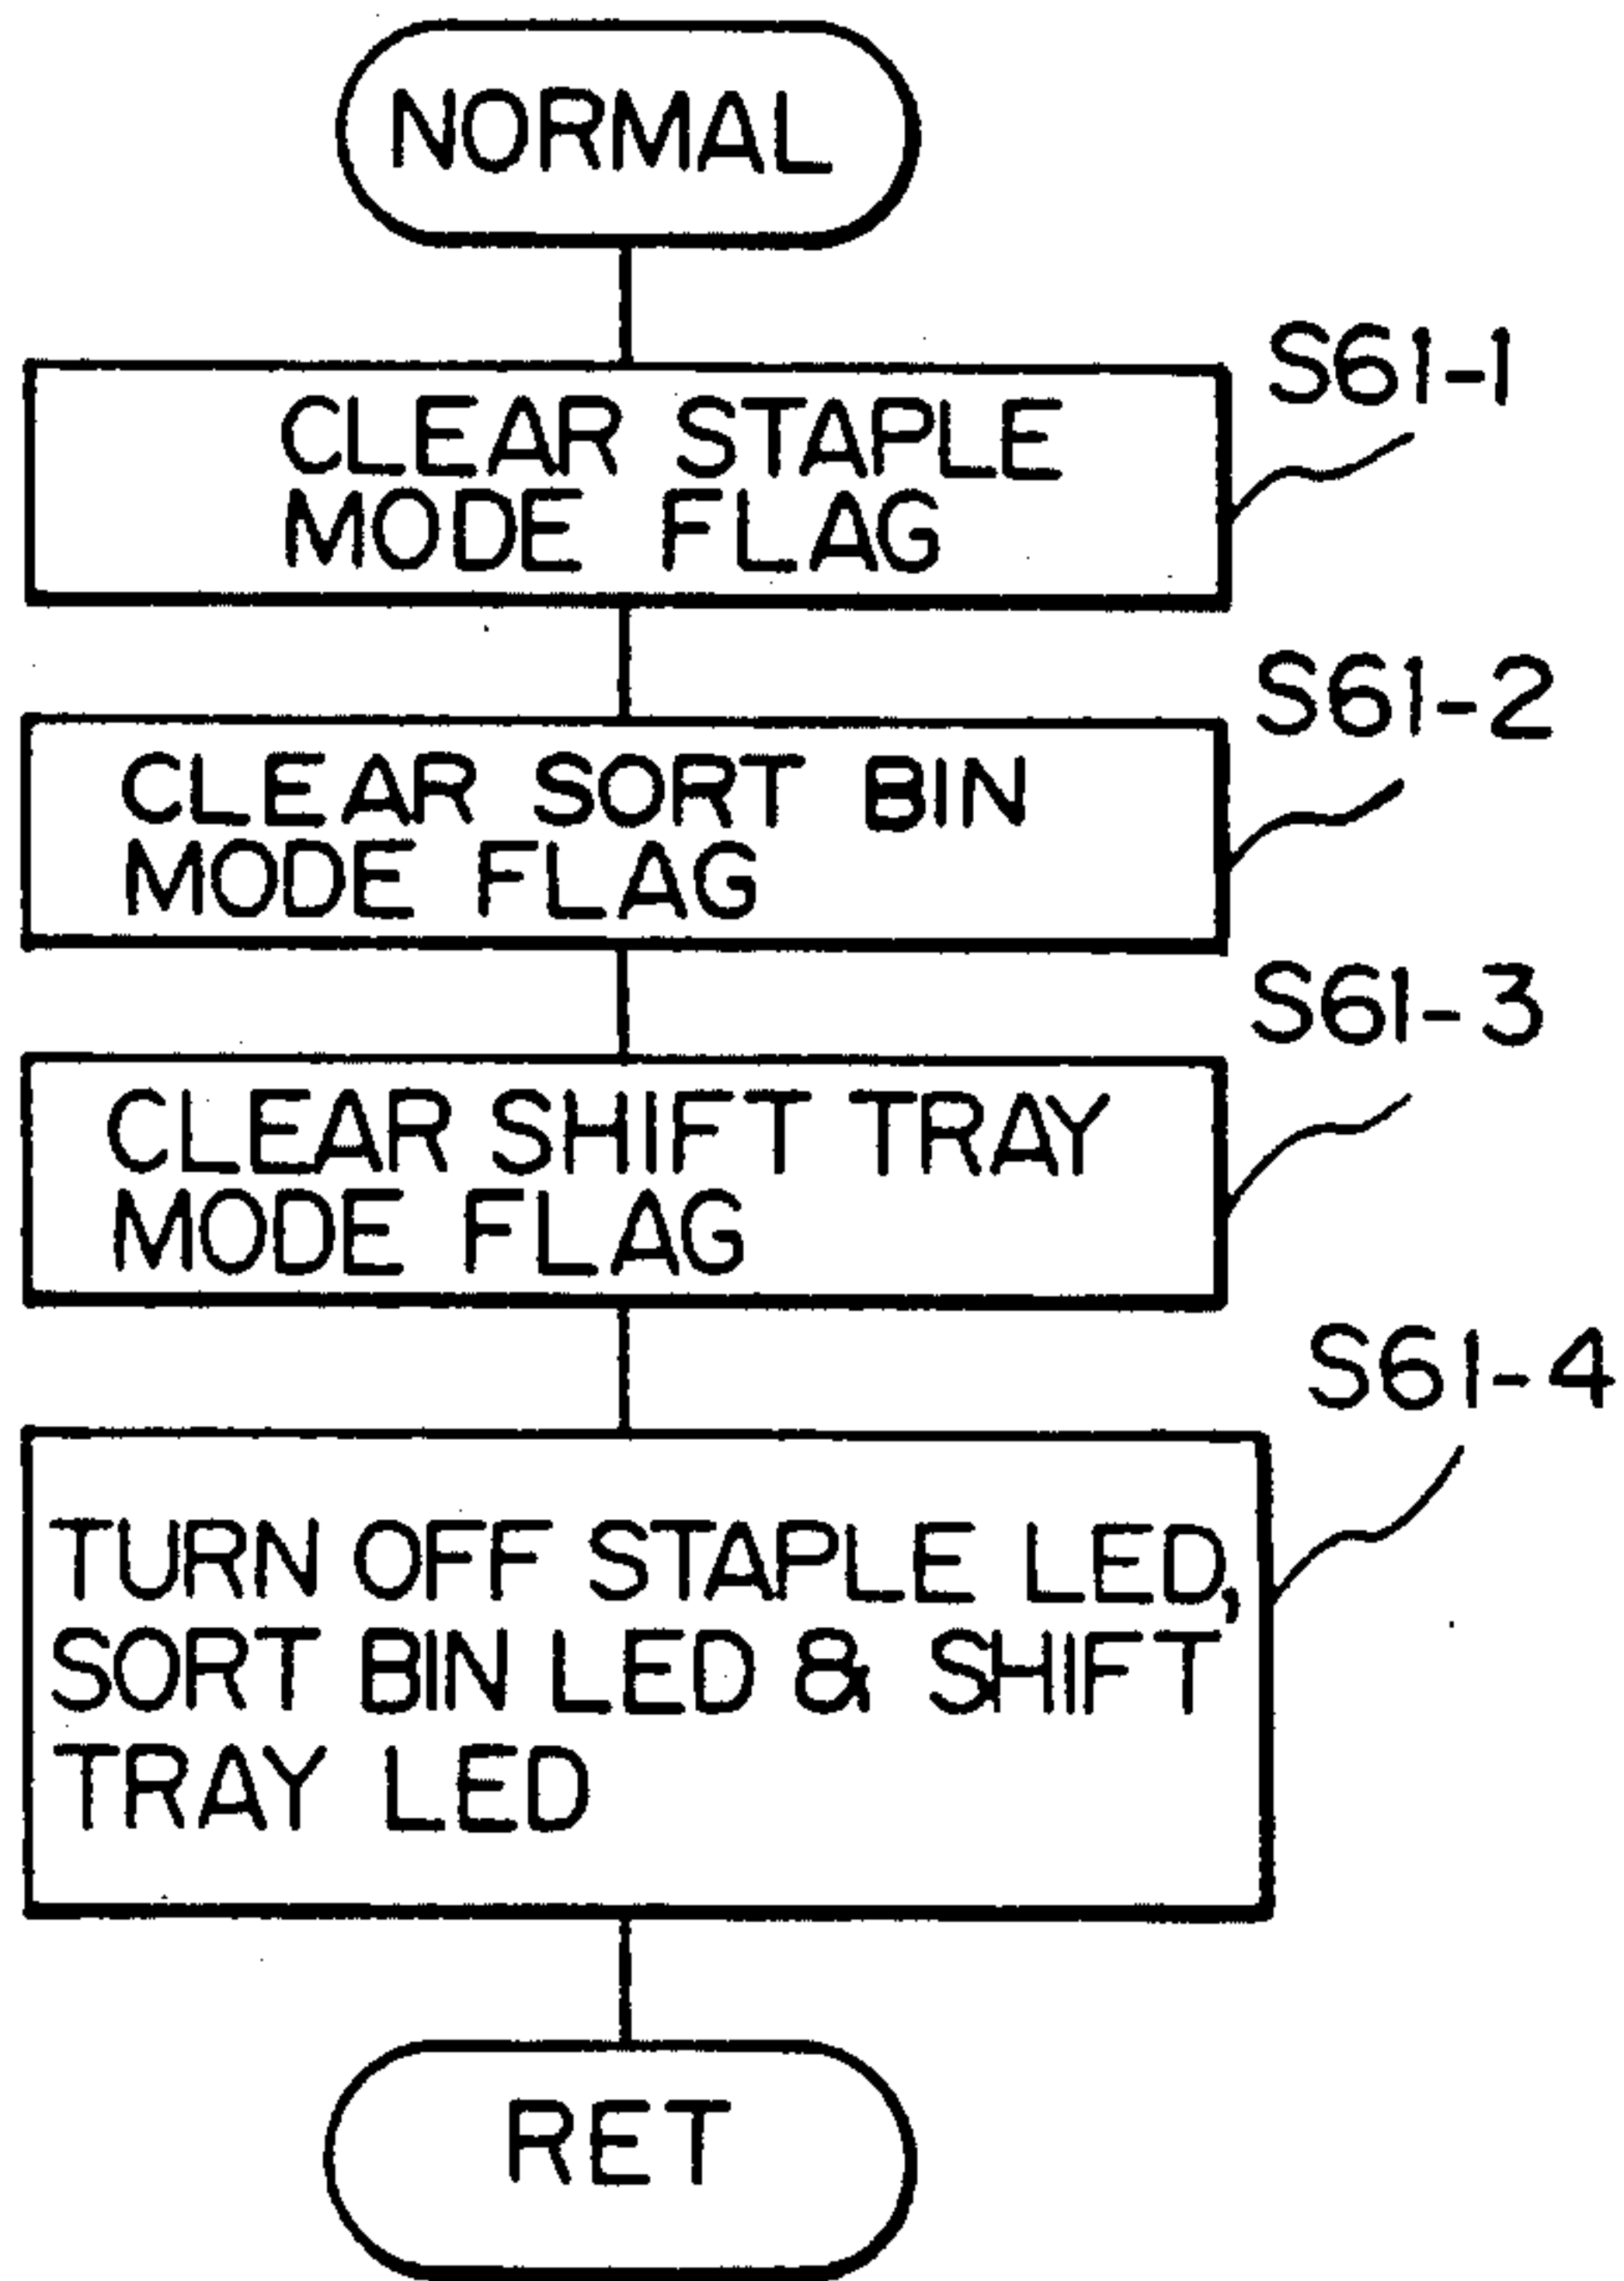 NORMAL
S61-1
CLEAR STAPLE
MODE FLAG
S61-2
CLEAR SORT BIN
MODE FLAG
S61-3
CLEAR SHIFT TRAY
MODE FLAG
S61-4
TURN OFF STAPLE LED,
SORT BIN LED & SHIFT
TRAY LED
RET